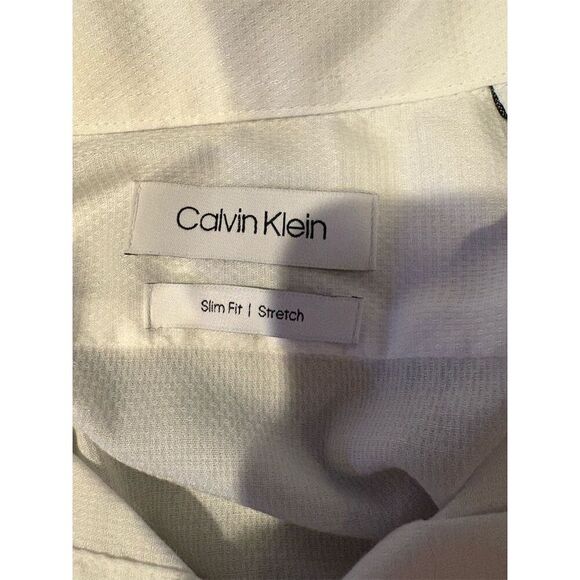 Calvin Klein
Slim Fit | Stretch